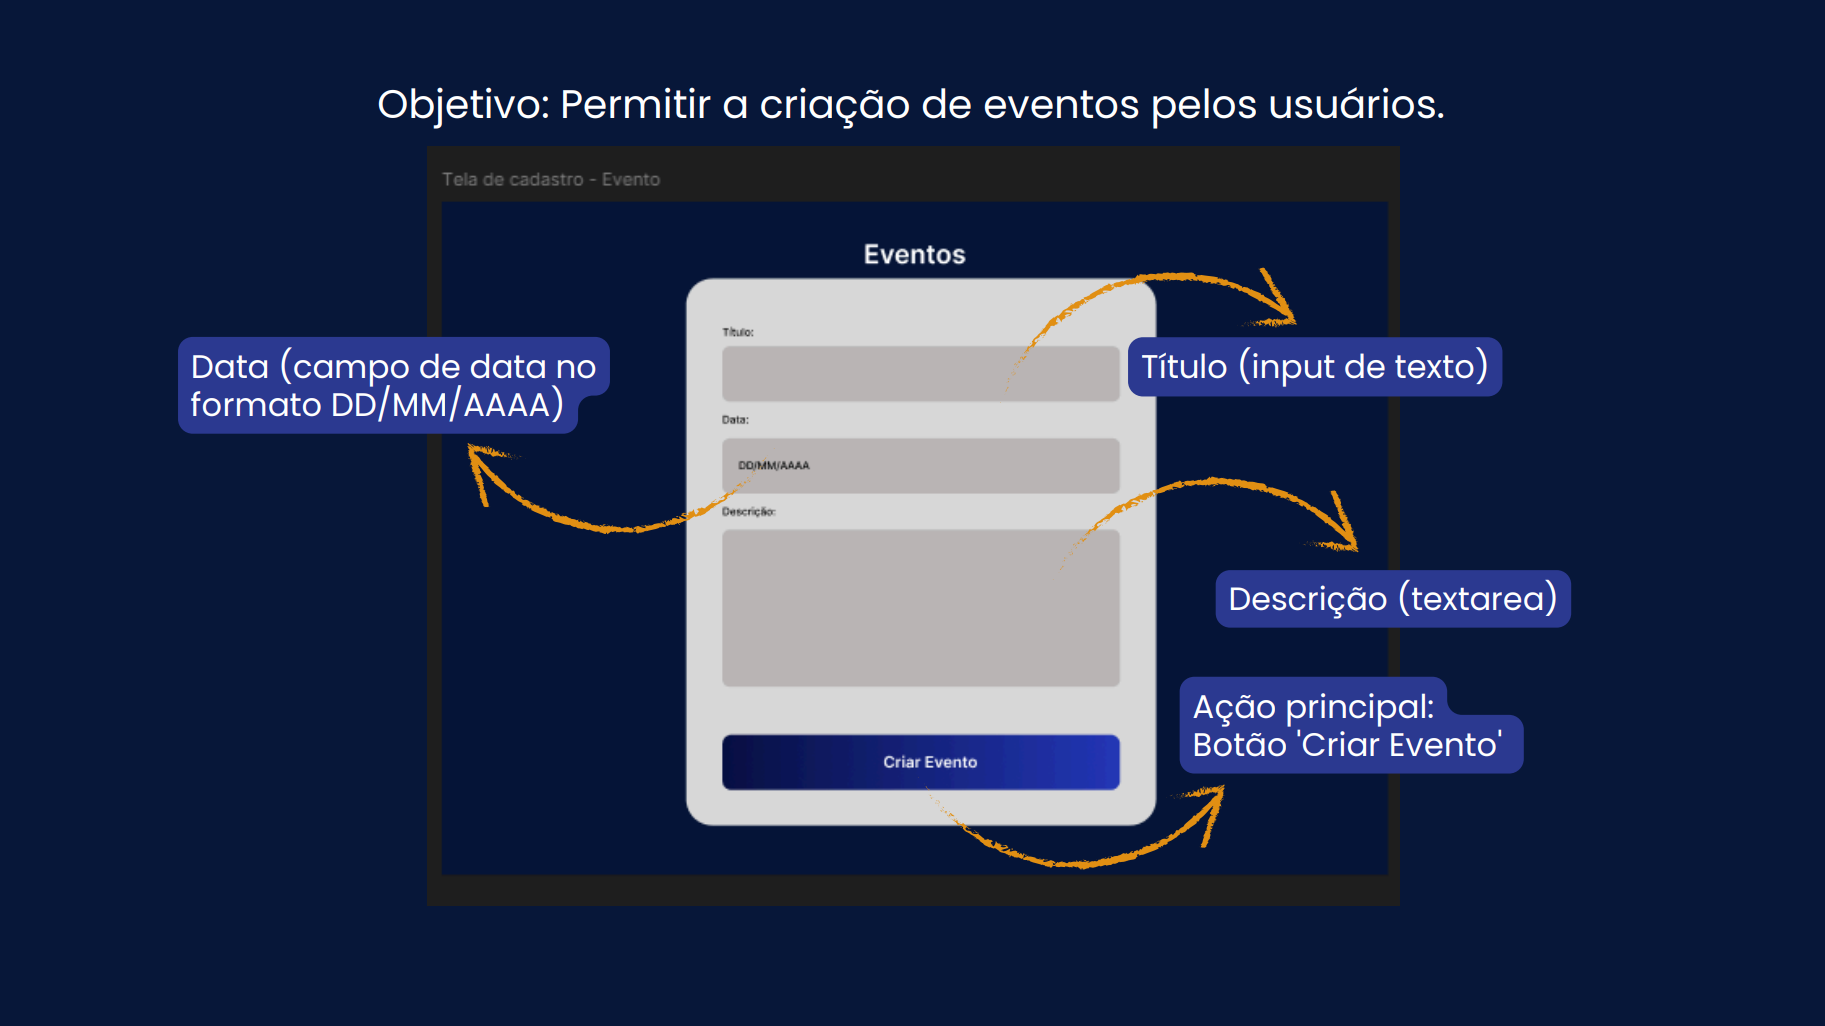 Objetivo: Permitir a criação de eventos pelos usuários.
Tela de cadastro - Evento
Eventos
Título:
Data:
DD/MM/AAAA
Descrição:
Criar Evento
Data (campo de data no
formato DD/MM/AAAA)
Título (input de texto)
Descrição (textarea)
Ação principal:
Botão 'Criar Evento'